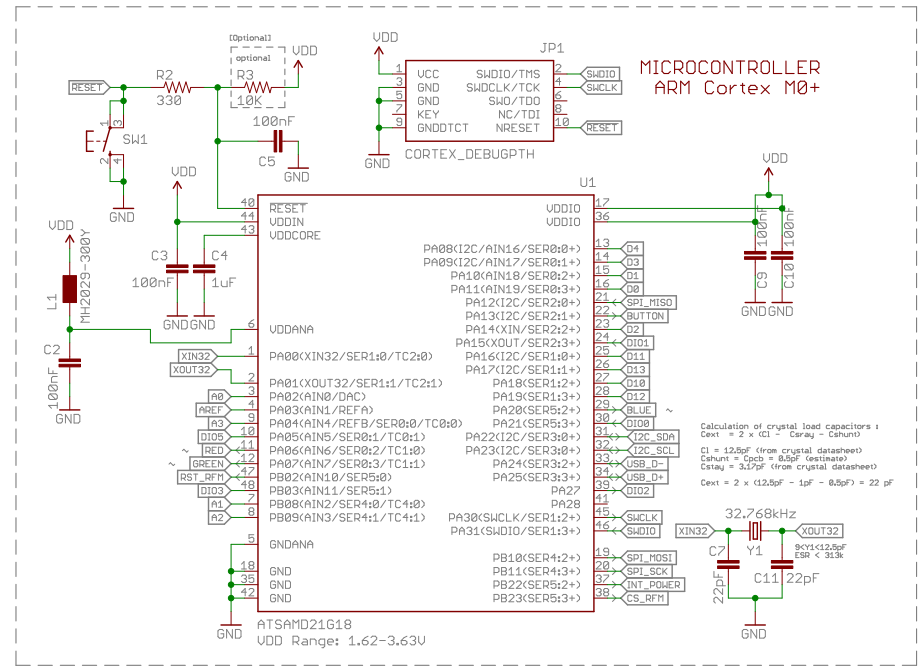 [Optional]
optional
VDD
R2
330
R3
10K
RESET
100nF
C5
GND
SW1
1
3
2
4
GND
VDD
JP1
1 VCC
3 GND
5 GND
7 KEY
9 GNDDTCT
SWDIO/TMS 2 SWDIO
SWDCLK/TCK 4 SWCLK
SWO/TDO 6
NC/TDI 8
NRESET 10 RESET
CORTEX_DEBUGPTH
GND
MICROCONTROLLER
ARM Cortex M0+
VDD
C3
100nF
C4
1uF
GND
GND
VDD
L1
MH2029-300Y
C2
100nF
GND
U1
40 RESET
44 VDDIN
43 VDDCORE
6 VDDANA
XIN32 1 PA00(XIN32/SER1:0/TC2:0)
XOUT32 2 PA01(XOUT32/SER1:1/TC2:1)
A0 3 PA02(AIN0/DAC)
AREF 4 PA03(AIN1/REFA)
A3 9 PA04(AIN4/REFB/SER0:0/TC0:0)
DIO5 10 PA05(AIN5/SER0:1/TC0:1)
~ RED 11 PA06(AIN6/SER0:2/TC1:0)
~ GREEN 12 PA07(AIN7/SER0:3/TC1:1)
RST_RFM 47 PB02(AIN10/SER5:0)
DIO3 48 PB03(AIN11/SER5:1)
A1 7 PB08(AIN2/SER4:0/TC4:0)
A2 8 PB09(AIN3/SER4:1/TC4:1)
5 GNDANA
18 GND
35 GND
42 GND
GND
VDDIO 17
VDDIO 36
PA08(I2C/AIN16/SER0:0+) 13 D4
PA09(I2C/AIN17/SER0:1+) 14 D3
PA10(AIN18/SER0:2+) 15 D1
PA11(AIN19/SER0:3+) 16 D0
PA12(I2C/SER2:0+) 21 SPI_MISO
PA13(I2C/SER2:1+) 22 BUTTON
PA14(XIN/SER2:2+) 23 D2
PA15(XOUT/SER2:3+) 24 DIO1
PA16(I2C/SER1:0+) 25 D11
PA17(I2C/SER1:1+) 26 D13
PA18(SER1:2+) 27 D10
PA19(SER1:3+) 28 D12
PA20(SER5:2+) 29 BLUE ~
PA21(SER5:3+) 30 DIO0
PA22(I2C/SER3:0+) 31 I2C_SDA
PA23(I2C/SER3:1+) 32 I2C_SCL
PA24(SER3:2+) 33 USB_D-
PA25(SER3:3+) 34 USB_D+
PA27 39 DIO2
PA28 41
PA30(SWCLK/SER1:2+) 45 SWCLK
PA31(SWDIO/SER1:3+) 46 SWDIO
PB10(SER4:2+) 19 SPI_MOSI
PB11(SER4:3+) 20 SPI_SCK
PB22(SER5:2+) 37 INT_POWER
PB23(SER5:3+) 38 CS_RFM
ATSAMD21G18
VDD Range: 1.62-3.63V
VDD
100nF
C9
100nF
C10
GND
GND
Calculation of crystal load capacitors :
Cext = 2 x (Cl - Csray - Cshunt)
Cl = 12.5pF (from crystal datasheet)
Cshunt = Cpcb = 0.5pF (estimate)
Cstay = 3.17pF (from crystal datasheet)
Cext = 2 x (12.5pF - 1pF - 0.5pF) = 22 pF
32.768kHz
XIN32
XOUT32
Y1
9<Y1<12.5pF
ESR < 313k
C7
22pF
C11
22pF
GND